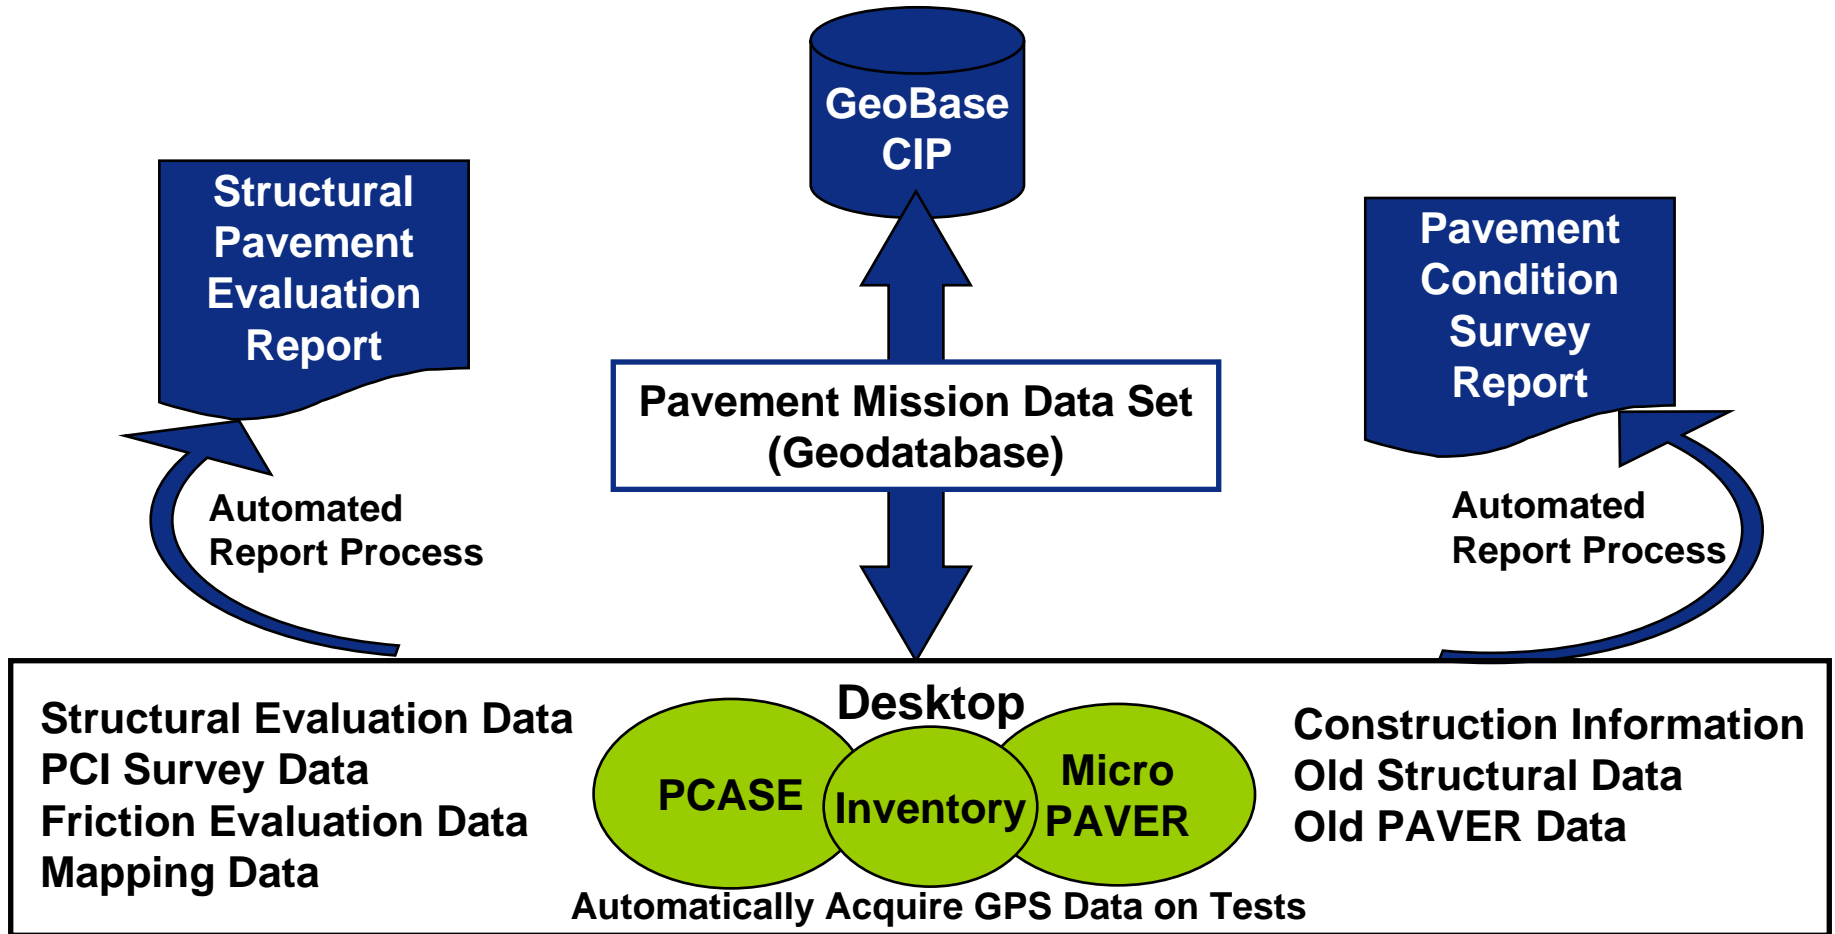 GeoBase
CIP
Structural
Pavement
Evaluation
Report
Pavement
Condition
Survey
Report
Pavement Mission Data Set
(Geodatabase)
Automated
Report Process
Automated
Report Process
Desktop
Structural Evaluation Data
PCI Survey Data
Friction Evaluation Data
Mapping Data
PCASE
Inventory
Micro
PAVER
Construction Information
Old Structural Data
Old PAVER Data
Automatically Acquire GPS Data on Tests